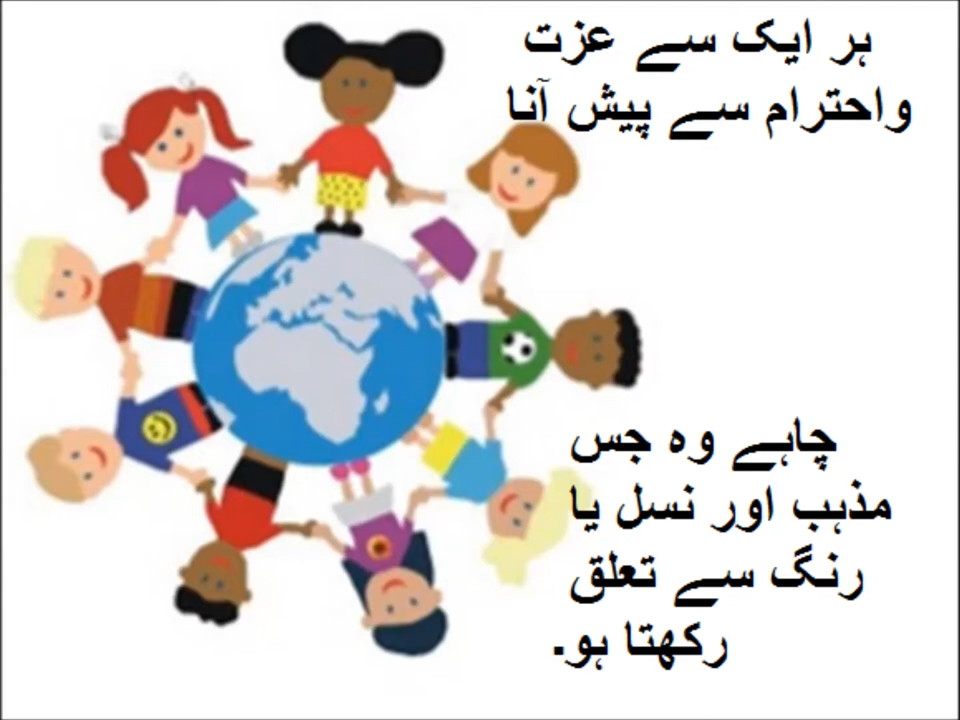 ہر ایک سے عزت
واحترام سے پیش آنا
چاہے وہ جس
مذہب اور نسل یا
رنگ سے تعلق
رکھتا ہو۔